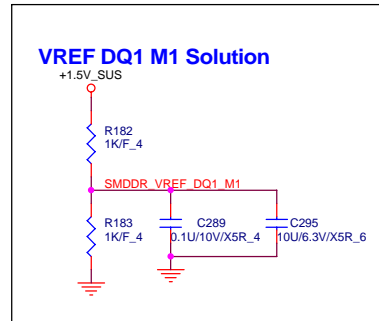 VREF DQ1 M1 Solution
+1.5V_SUS
R182
1K/F_4
SMDDR_VREF_DQ1_M1
R183
1K/F_4
C289
0.1U/10V/X5R_4
C295
10U/6.3V/X5R_6